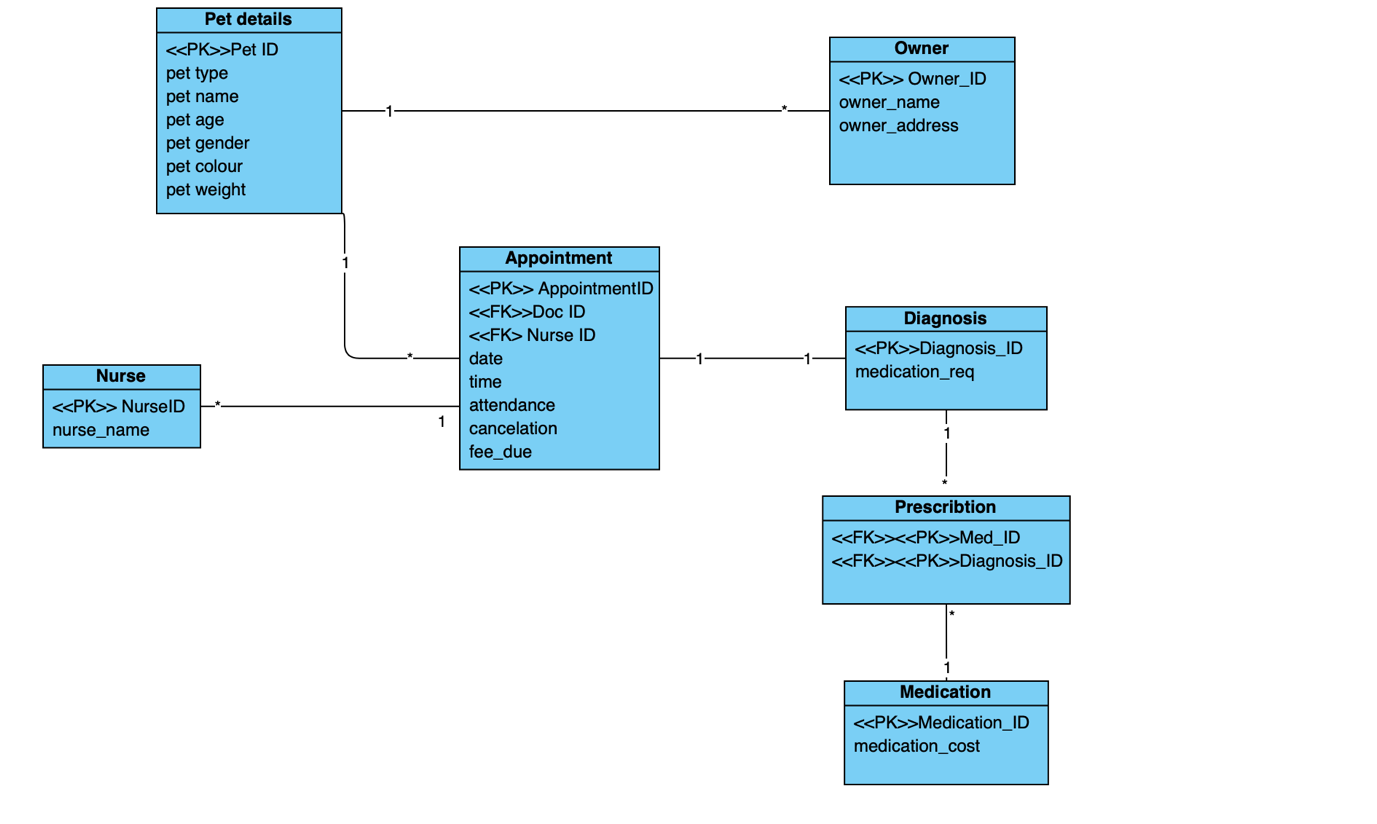 Pet details
<<PK>>Pet ID
pet type
pet name
pet age
pet gender
pet colour
pet weight
1
*
Owner
<<PK>> Owner_ID
owner_name
owner_address
1
*
Appointment
<<PK>> AppointmentID
<<FK>>Doc ID
<<FK> Nurse ID
date
time
attendance
cancelation
fee_due
1
1
Diagnosis
<<PK>>Diagnosis_ID
medication_req
Nurse
<<PK>> NurseID
nurse_name
*
1
1
*
Prescribtion
<<FK>><<PK>>Med_ID
<<FK>><<PK>>Diagnosis_ID
*
1
Medication
<<PK>>Medication_ID
medication_cost